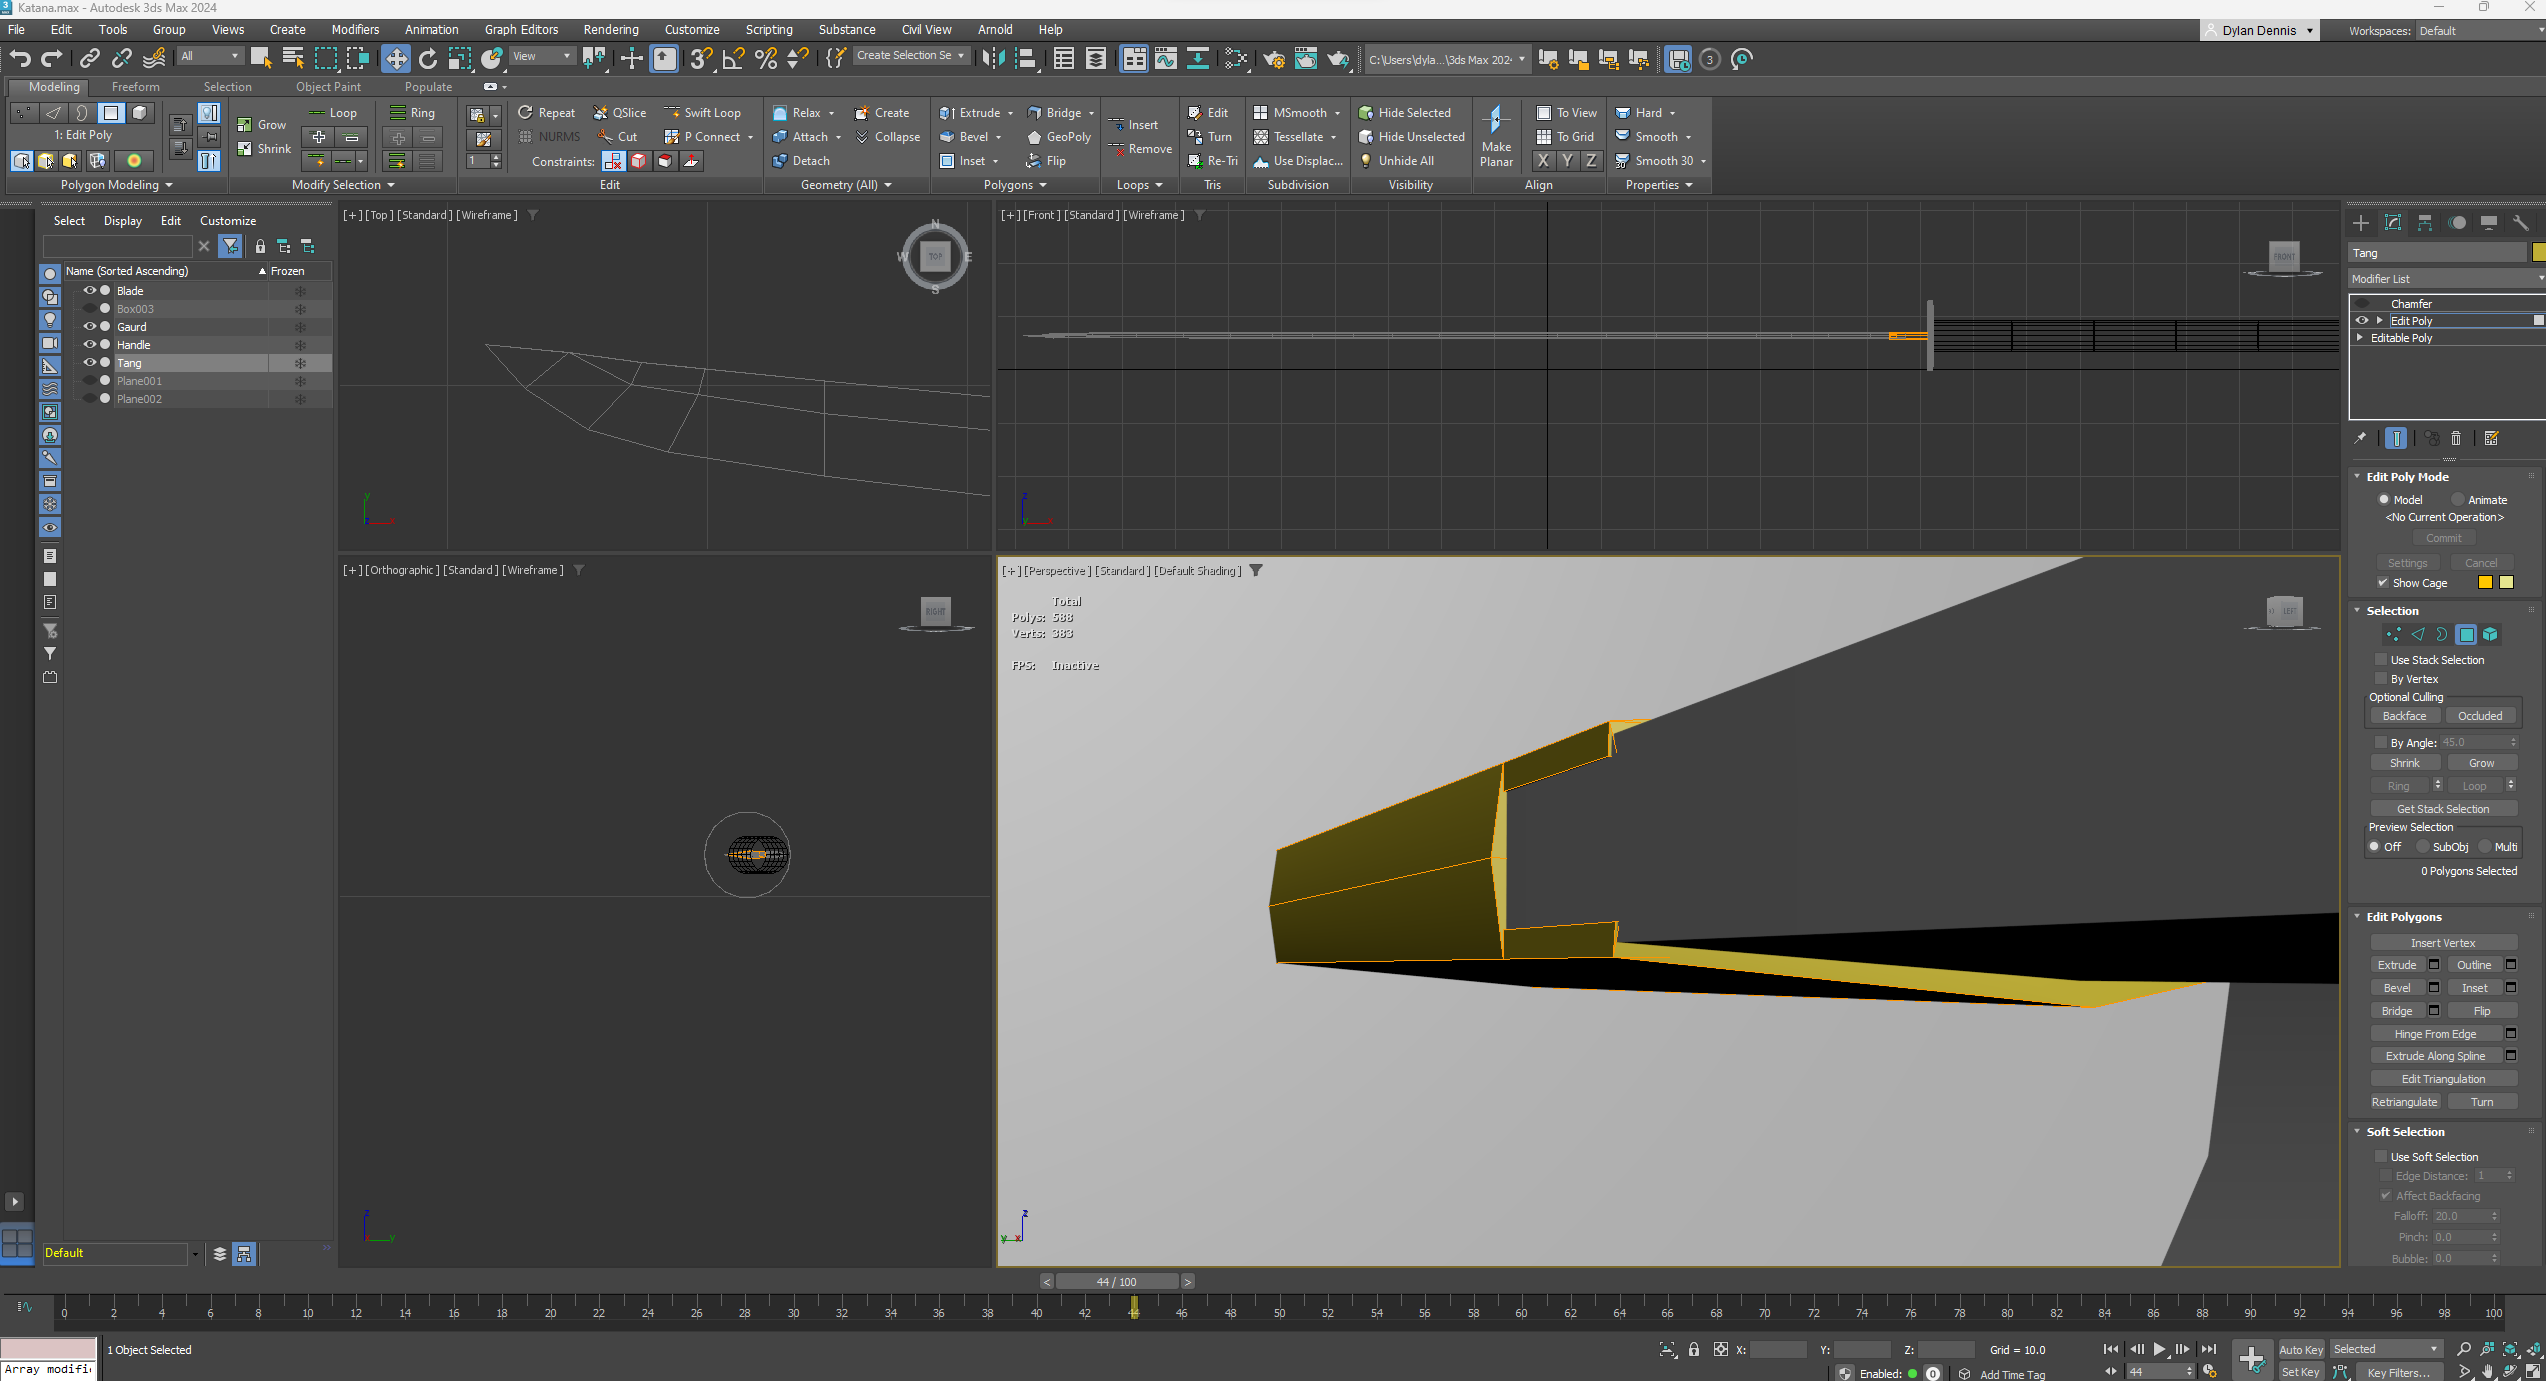 Katana.max - Autodesk 3ds Max 2024
File Edit Tools Group Views Create Modifiers Animation Graph Editors Rendering Customize Scripting Substance Civil View Arnold Help
Dylan Dennis Workspaces: Default
All View Create Selection Se C:\Users\dyla...\3ds Max 202 3
Modeling Freeform Selection Object Paint Populate
Loop Ring Repeat QSlice Swift Loop Relax Create Extrude Bridge Edit MSmooth Hide Selected To View Hard
Grow Insert
1: Edit Poly NURMS Cut P Connect Attach Collapse Bevel GeoPoly Turn Tessellate Hide Unselected To Grid Smooth
Shrink Remove Make
1 Constraints: Detach Inset Flip Re-Tri Use Displac... Unhide All Planar X Y Z Smooth 30
Polygon Modeling Modify Selection Edit Geometry (All) Polygons Loops Tris Subdivision Visibility Align Properties
Select Display Edit Customize
Name (Sorted Ascending) Frozen
Blade
Box003
Gaurd
Handle
Tang
Plane001
Plane002
Default
[+] [Top] [Standard] [Wireframe]
N
W TOP E
S
y
x
z
[+] [Front] [Standard] [Wireframe]
FRONT
z
x
y
[+] [Orthographic] [Standard] [Wireframe]
RIGHT
z
y
[+] [Perspective] [Standard] [Default Shading]
Total
Polys: 588
Verts: 383
FPS: Inactive
LEFT
z
y x
Tang
Modifier List
Chamfer
Edit Poly
Editable Poly
Edit Poly Mode
Model Animate
<No Current Operation>
Commit
Settings Cancel
Show Cage
Selection
Use Stack Selection
By Vertex
Optional Culling
Backface Occluded
By Angle: 45.0
Shrink Grow
Ring Loop
Get Stack Selection
Preview Selection
Off SubObj Multi
0 Polygons Selected
Edit Polygons
Insert Vertex
Extrude Outline
Bevel Inset
Bridge Flip
Hinge From Edge
Extrude Along Spline
Edit Triangulation
Retriangulate Turn
Soft Selection
Use Soft Selection
Edge Distance: 1
Affect Backfacing
Falloff: 20.0
Pinch: 0.0
Bubble: 0.0
< 44 / 100 >
0 2 4 6 8 10 12 14 16 18 20 22 24 26 28 30 32 34 36 38 40 42 44 46 48 50 52 54 56 58 60 62 64 66 68 70 72 74 76 78 80 82 84 86 88 90 92 94 96 98 100
1 Object Selected X: Y: Z: Grid = 10.0 Auto Key Selected
Array modifi Enabled: 0 Add Time Tag 44 Set Key Key Filters...